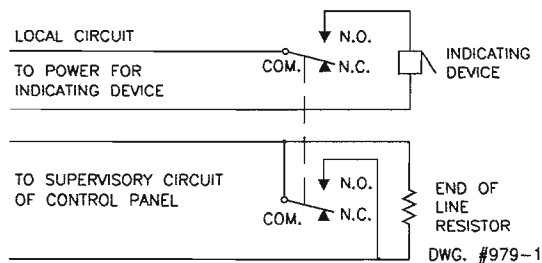 LOCAL CIRCUIT
N.O.
COM.
N.C.
TO POWER FOR
INDICATING DEVICE
INDICATING
DEVICE
TO SUPERVISORY CIRCUIT
OF CONTROL PANEL
N.O.
COM.
N.C.
END OF
LINE
RESISTOR
DWG. #979-1